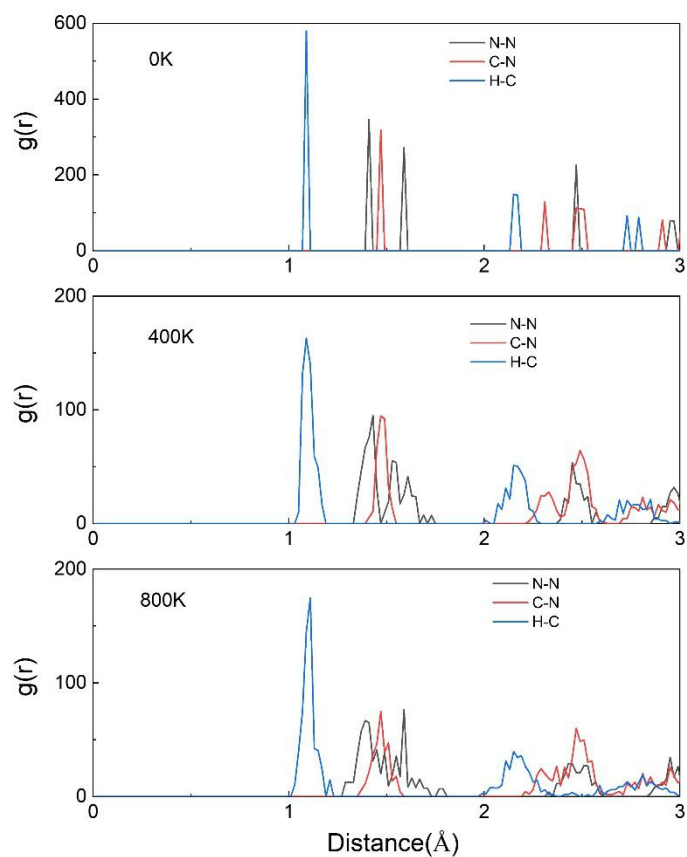 600
400
200
0
g(r)
0K
N-N
C-N
H-C
0
1
2
3
200
100
0
g(r)
400K
N-N
C-N
H-C
0
1
2
3
200
100
0
g(r)
800K
N-N
C-N
H-C
0
1
2
3
Distance(Å)